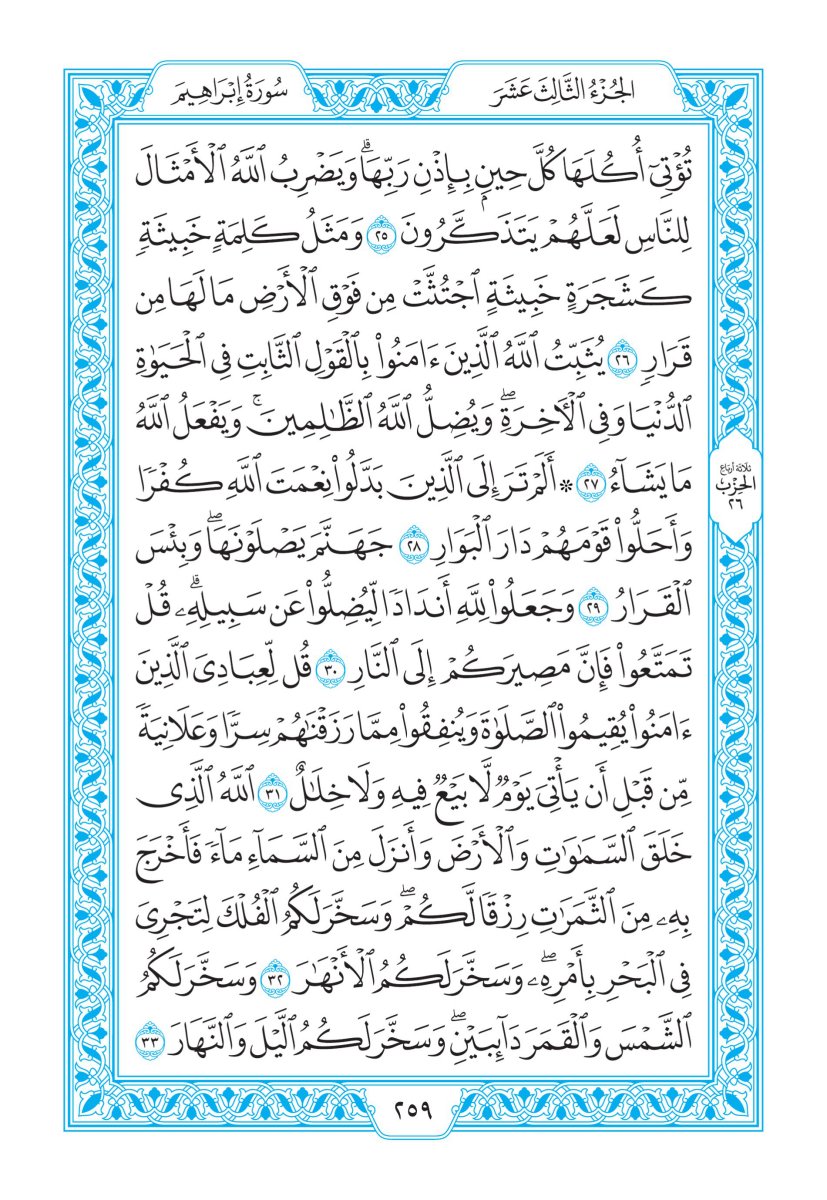 الجُزْءُ الثَّالِثَ عَشَرَ
سُورَةُ إِبْرَاهِيمَ
تُؤْتِيٓ أُكُلَهَا كُلَّ حِينِۭ بِإِذْنِ رَبِّهَاۗ وَيَضْرِبُ ٱللَّهُ ٱلْأَمْثَالَ
لِلنَّاسِ لَعَلَّهُمْ يَتَذَكَّرُونَ ٢٥ وَمَثَلُ كَلِمَةٍ خَبِيثَةٖ
كَشَجَرَةٍ خَبِيثَةٍ ٱجْتُثَّتْ مِن فَوْقِ ٱلْأَرْضِ مَا لَهَا مِن
قَرَارٖ ٢٦ يُثَبِّتُ ٱللَّهُ ٱلَّذِينَ ءَامَنُواْ بِٱلْقَوْلِ ٱلثَّابِتِ فِي ٱلْحَيَوٰةِ
ٱلدُّنْيَا وَفِي ٱلْأٓخِرَةِۖ وَيُضِلُّ ٱللَّهُ ٱلظَّٰلِمِينَۚ وَيَفْعَلُ ٱللَّهُ
مَا يَشَآءُ ٢٧ ۞ أَلَمْ تَرَ إِلَى ٱلَّذِينَ بَدَّلُواْ نِعْمَتَ ٱللَّهِ كُفْرٗا
وَأَحَلُّواْ قَوْمَهُمْ دَارَ ٱلْبَوَارِ ٢٨ جَهَنَّمَ يَصْلَوْنَهَاۖ وَبِئْسَ
ٱلْقَرَارُ ٢٩ وَجَعَلُواْ لِلَّهِ أَندَادٗا لِّيُضِلُّواْ عَن سَبِيلِهِۦۗ قُلْ
تَمَتَّعُواْ فَإِنَّ مَصِيرَكُمْ إِلَى ٱلنَّارِ ٣٠ قُل لِّعِبَادِيَ ٱلَّذِينَ
ءَامَنُواْ يُقِيمُواْ ٱلصَّلَوٰةَ وَيُنفِقُواْ مِمَّا رَزَقْنَٰهُمْ سِرّٗا وَعَلَانِيَةٗ
مِّن قَبْلِ أَن يَأْتِيَ يَوْمٞ لَّا بَيْعٞ فِيهِ وَلَا خِلَٰلٌ ٣١ ٱللَّهُ ٱلَّذِي
خَلَقَ ٱلسَّمَٰوَٰتِ وَٱلْأَرْضَ وَأَنزَلَ مِنَ ٱلسَّمَآءِ مَآءٗ فَأَخْرَجَ
بِهِۦ مِنَ ٱلثَّمَرَٰتِ رِزْقٗا لَّكُمْۖ وَسَخَّرَ لَكُمُ ٱلْفُلْكَ لِتَجْرِيَ
فِي ٱلْبَحْرِ بِأَمْرِهِۦۖ وَسَخَّرَ لَكُمُ ٱلْأَنْهَٰرَ ٣٢ وَسَخَّرَ لَكُمُ
ٱلشَّمْسَ وَٱلْقَمَرَ دَآئِبَيْنِۖ وَسَخَّرَ لَكُمُ ٱلَّيْلَ وَٱلنَّهَارَ ٣٣
ثلاثة أرباع
الحِزْب
٢٦
٢٥٩